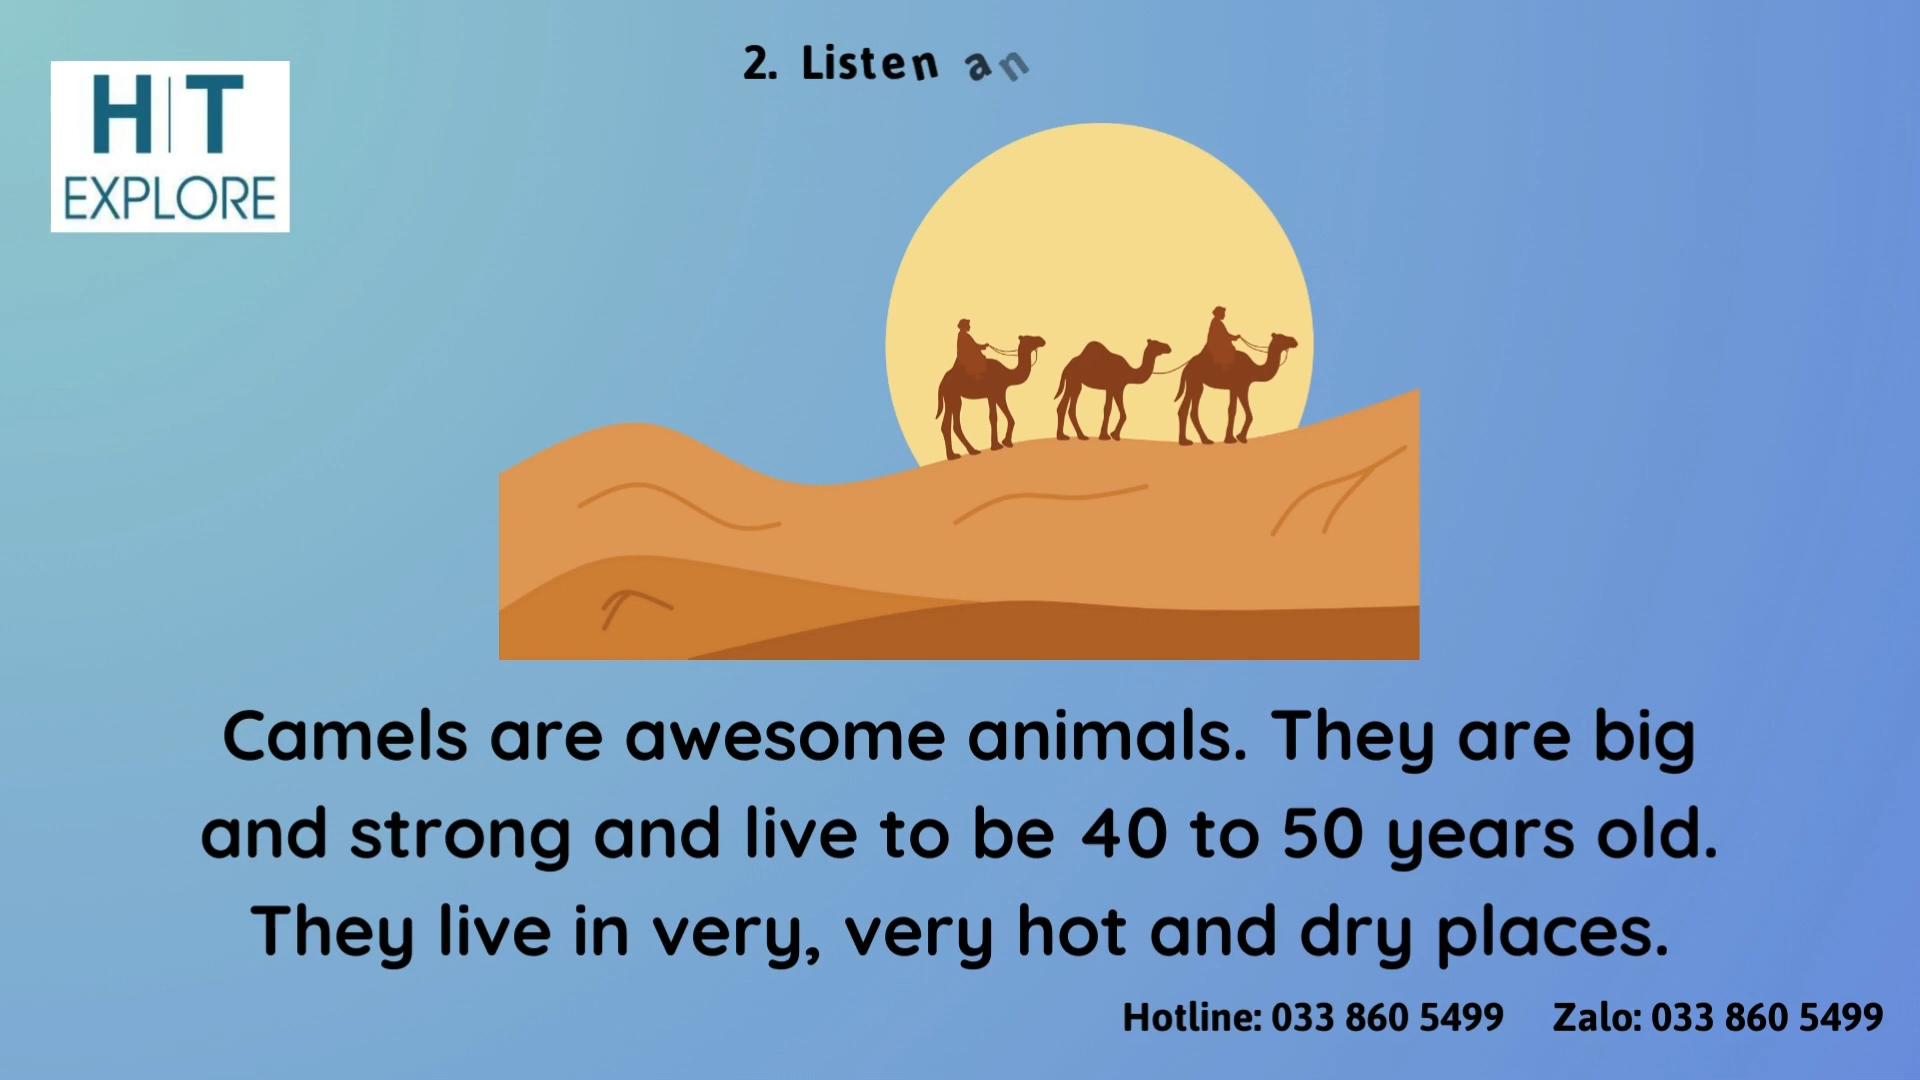 2. Listen an
H|T
EXPLORE
Camels are awesome animals. They are big
and strong and live to be 40 to 50 years old.
They live in very, very hot and dry places.
Hotline: 033 860 5499 Zalo: 033 860 5499